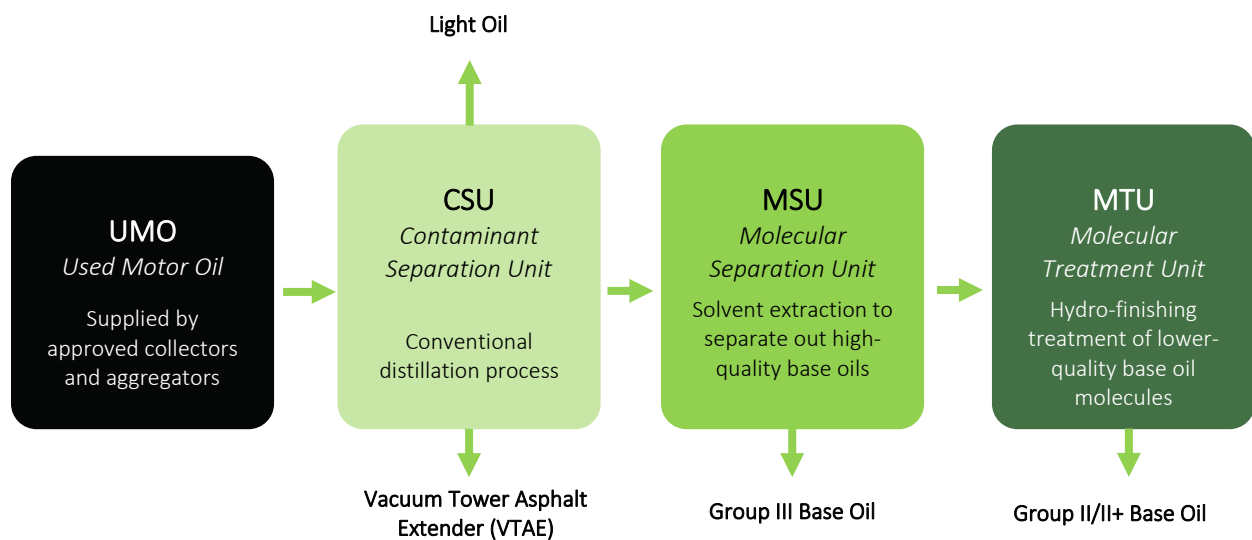 Light Oil
UMO
Used Motor Oil
Supplied by
approved collectors
and aggregators
CSU
Contaminant
Separation Unit
Conventional
distillation process
MSU
Molecular
Separation Unit
Solvent extraction to
separate out high-
quality base oils
MTU
Molecular
Treatment Unit
Hydro-finishing
treatment of lower-
quality base oil
molecules
Vacuum Tower Asphalt
Extender (VTAE)
Group III Base Oil
Group II/II+ Base Oil